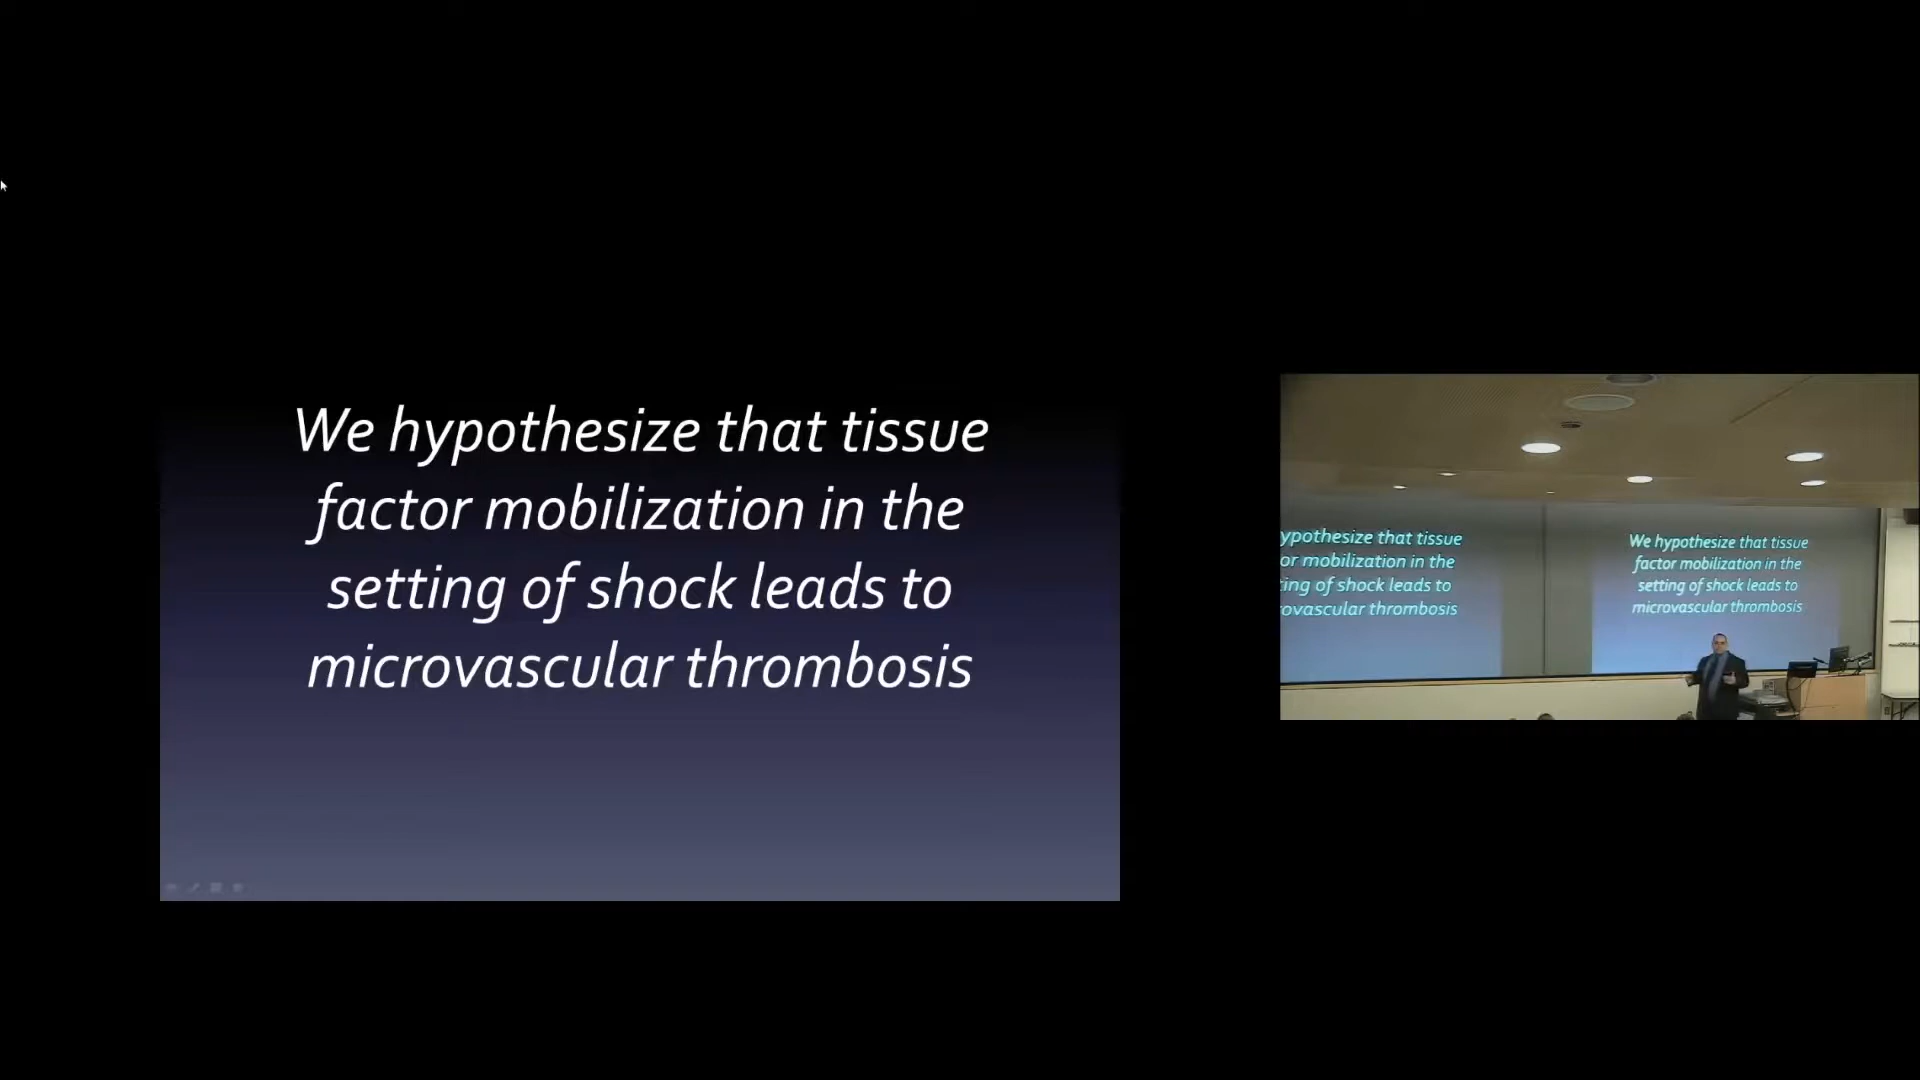 We hypothesize that tissue
factor mobilization in the
setting of shock leads to
microvascular thrombosis
ypothesize that tissue
or mobilization in the
ing of shock leads to
ovascular thrombosis
We hypothesize that tissue
factor mobilization in the
setting of shock leads to
microvascular thrombosis